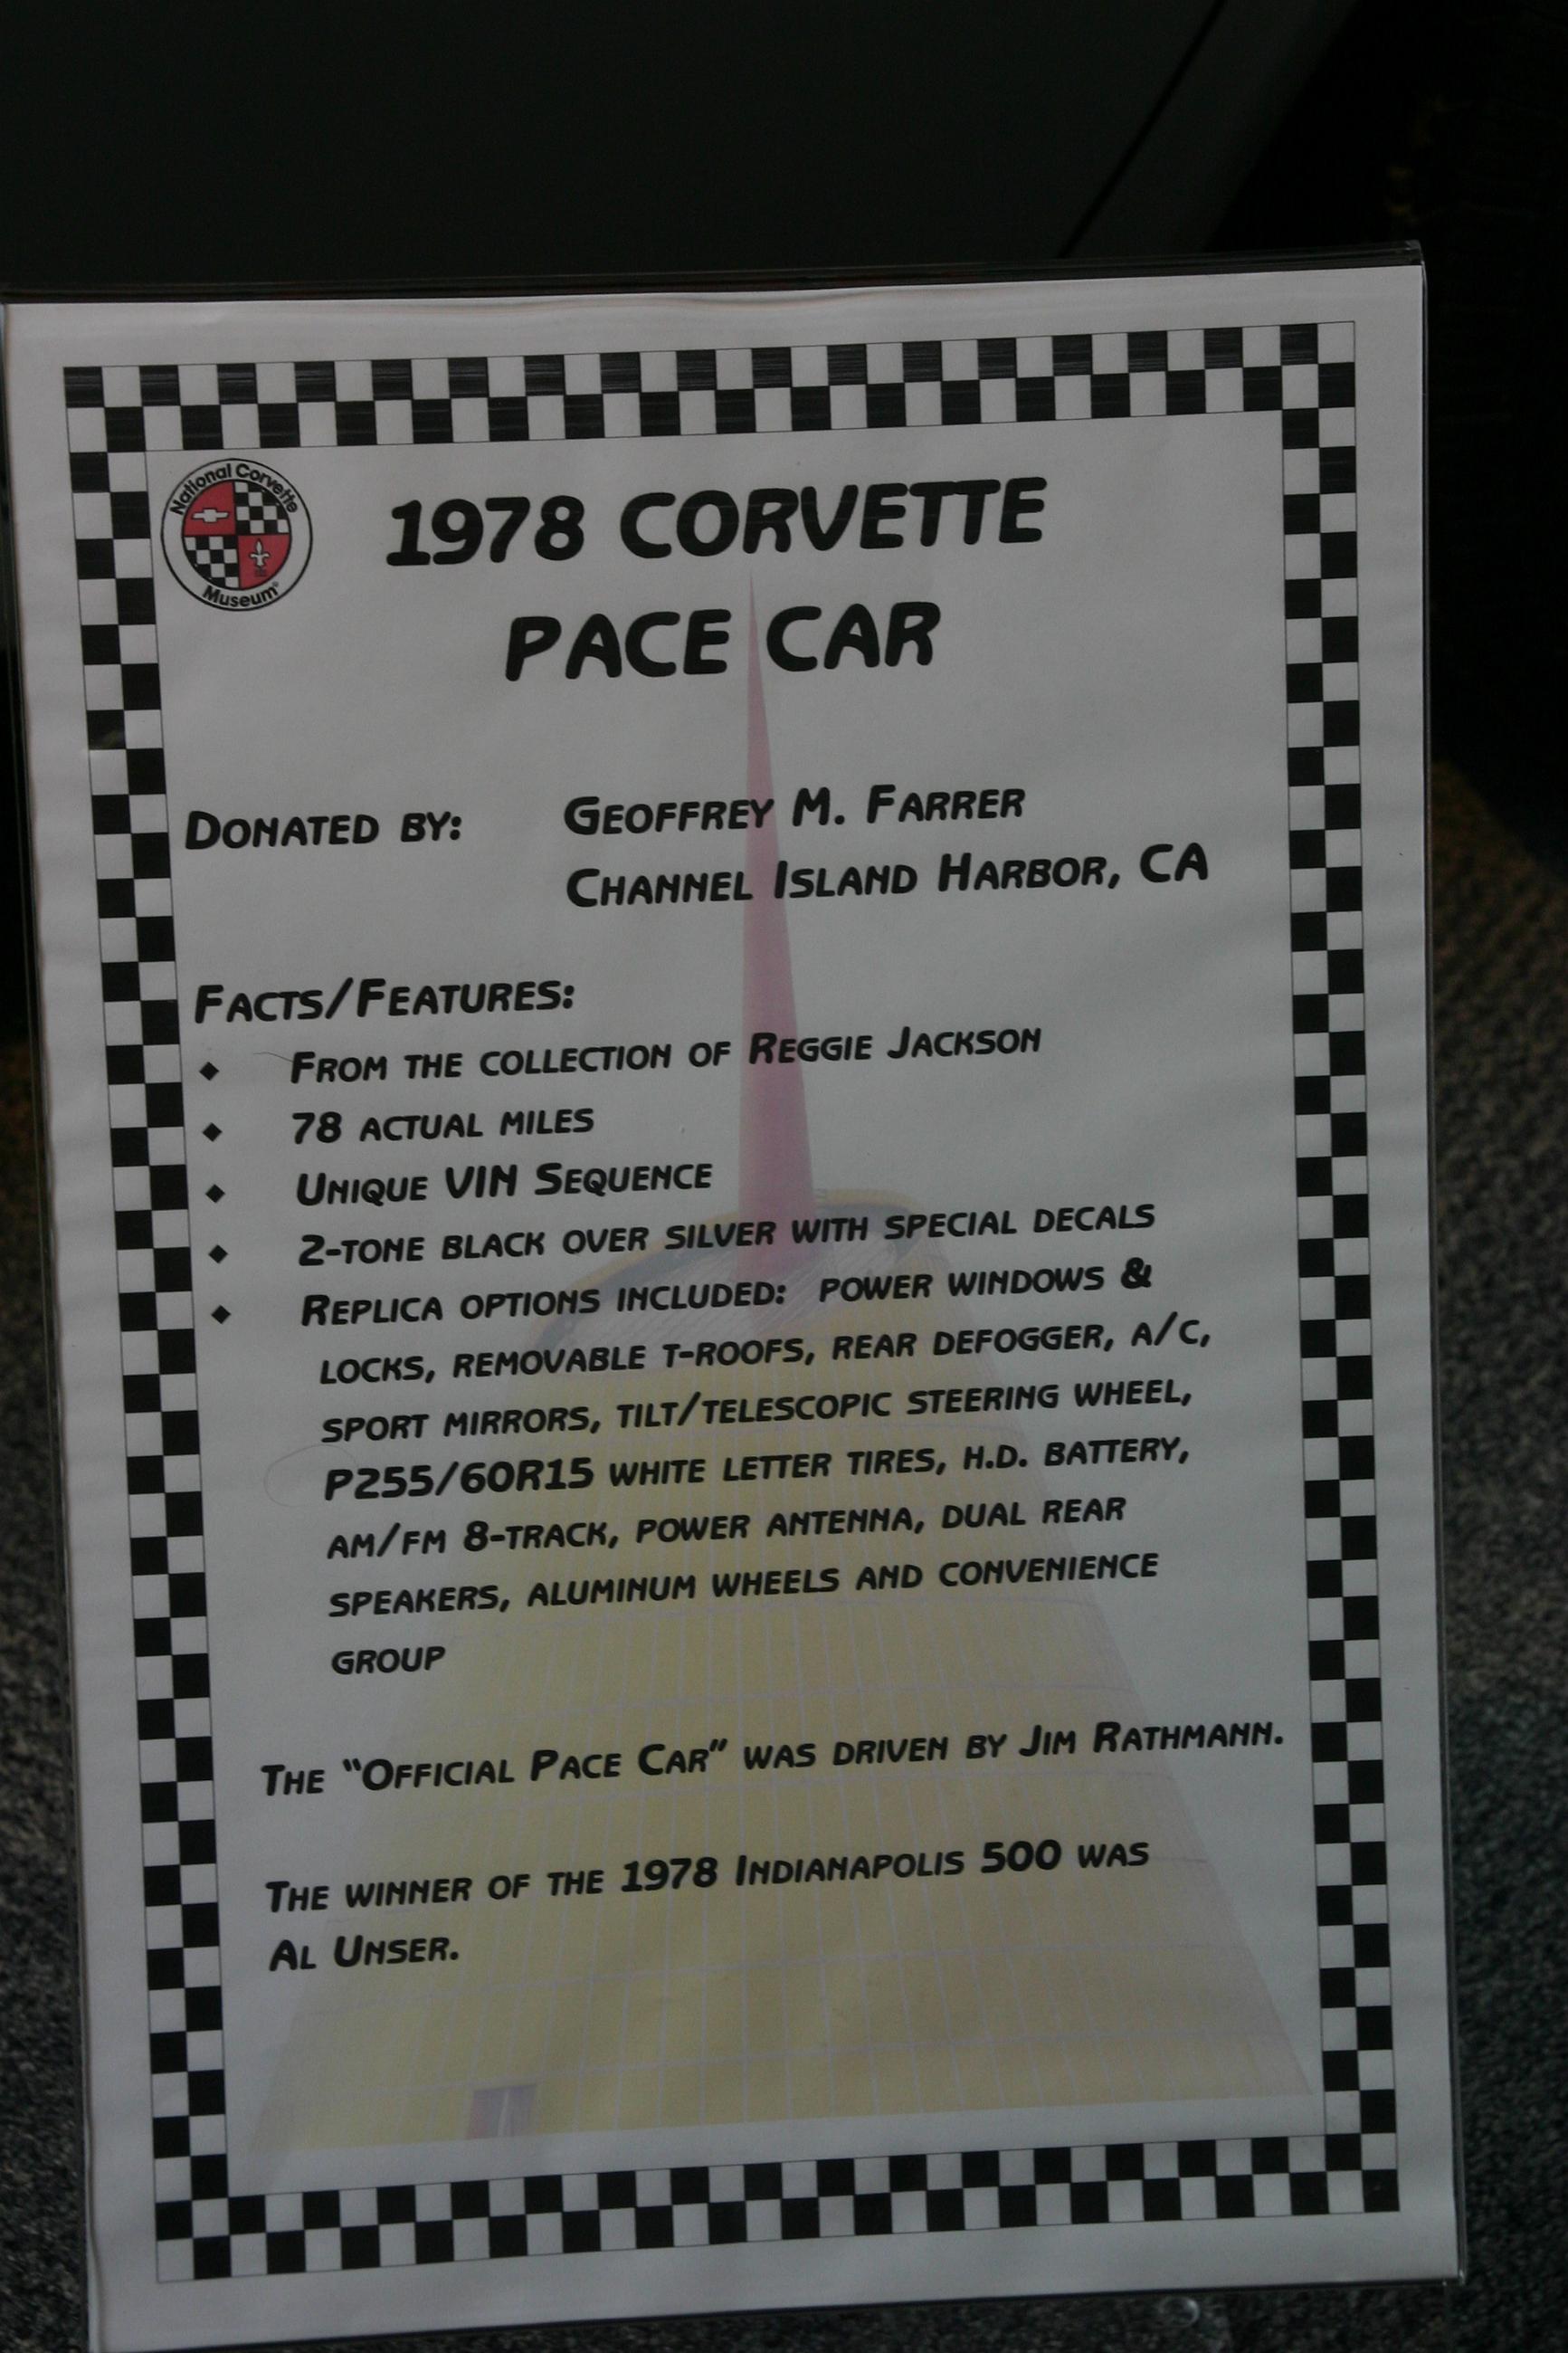 National Corvette
Museum®
1978 CORVETTE
PACE CAR
DONATED BY: GEOFFREY M. FARRER
CHANNEL ISLAND HARBOR, CA
FACTS/FEATURES:
◆ FROM THE COLLECTION OF REGGIE JACKSON
◆ 78 ACTUAL MILES
◆ UNIQUE VIN SEQUENCE
◆ 2-TONE BLACK OVER SILVER WITH SPECIAL DECALS
◆ REPLICA OPTIONS INCLUDED: POWER WINDOWS &
LOCKS, REMOVABLE T-ROOFS, REAR DEFOGGER, A/C,
SPORT MIRRORS, TILT/TELESCOPIC STEERING WHEEL,
P255/60R15 WHITE LETTER TIRES, H.D. BATTERY,
AM/FM 8-TRACK, POWER ANTENNA, DUAL REAR
SPEAKERS, ALUMINUM WHEELS AND CONVENIENCE
GROUP
THE “OFFICIAL PACE CAR” WAS DRIVEN BY JIM RATHMANN.
THE WINNER OF THE 1978 INDIANAPOLIS 500 WAS
AL UNSER.